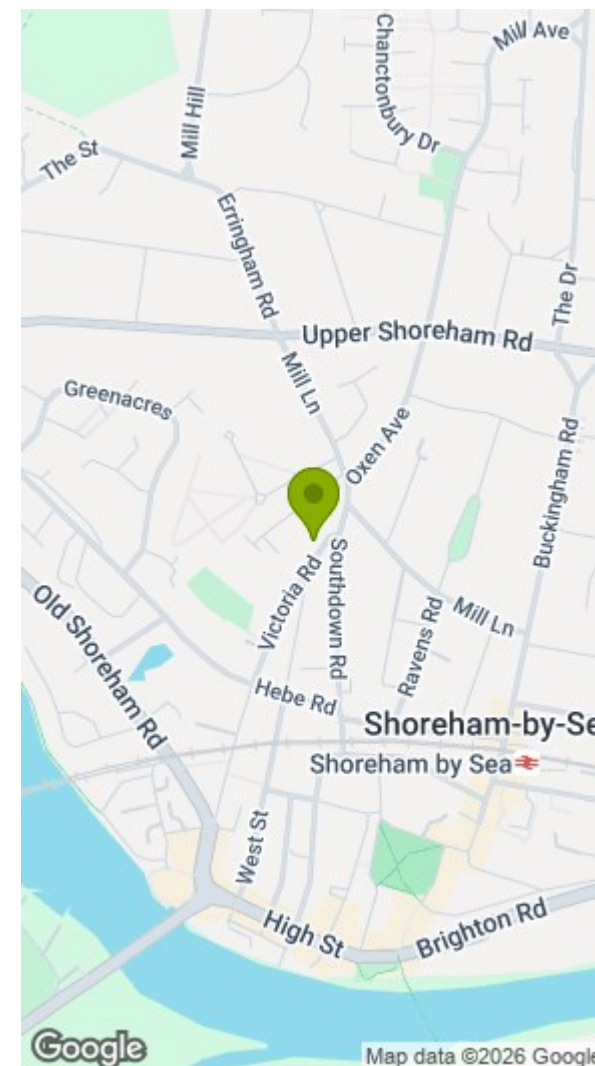 Mill Ave
Chanctonbury Dr
Mill Hill
The St
Erringham Rd
The Dr
Upper Shoreham Rd
Mill Ln
Greenacres
Oxen Ave
Buckingham Rd
Southdown Rd
Victoria Rd
Old Shoreham Rd
Ravens Rd
Mill Ln
Hebe Rd
Shoreham-by-Se
Shoreham by Sea
West St
High St
Brighton Rd
Google
Map data ©2026 Google